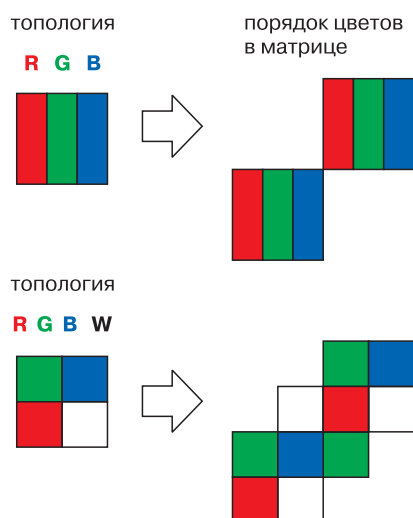 топология
порядок цветов
в матрице
R G B
топология
R G B W